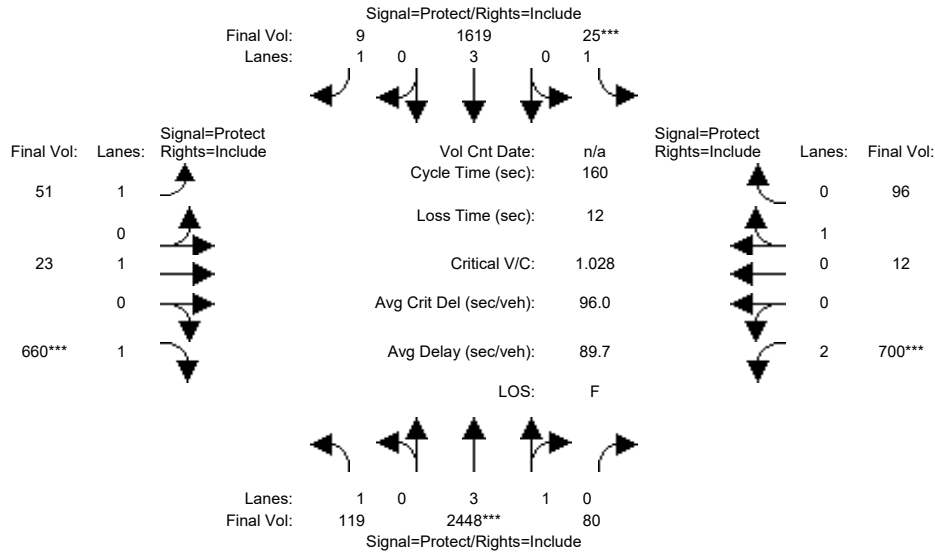 Signal=Protect/Rights=Include
Final Vol: 9 1619 25***
Lanes: 1 0 3 0 1
Signal=Protect Signal=Protect
Final Vol: Lanes: Rights=Include Vol Cnt Date: n/a Rights=Include Lanes: Final Vol:
Cycle Time (sec): 160
51 1 0 96
Loss Time (sec): 12
0 1
23 1 Critical V/C: 1.028 0 12
0 Avg Crit Del (sec/veh): 96.0 0
660*** 1 Avg Delay (sec/veh): 89.7 2 700***
LOS: F
Lanes: 1 0 3 1 0
Final Vol: 119 2448*** 80
Signal=Protect/Rights=Include